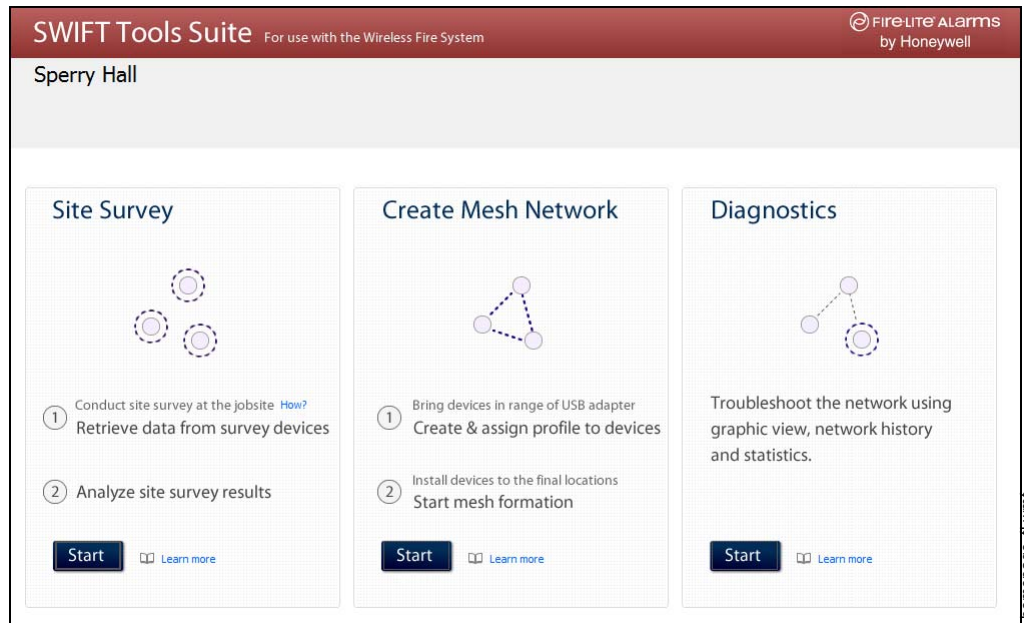 SWIFT Tools Suite For use with the Wireless Fire System
FIRE·LITE ALARMS
by Honeywell
Sperry Hall
Site Survey
1 Conduct site survey at the jobsite How?
Retrieve data from survey devices
2 Analyze site survey results
Start Learn more
Create Mesh Network
1 Bring devices in range of USB adapter
Create & assign profile to devices
2 Install devices to the final locations
Start mesh formation
Start Learn more
Diagnostics
Troubleshoot the network using
graphic view, network history
and statistics.
Start Learn more